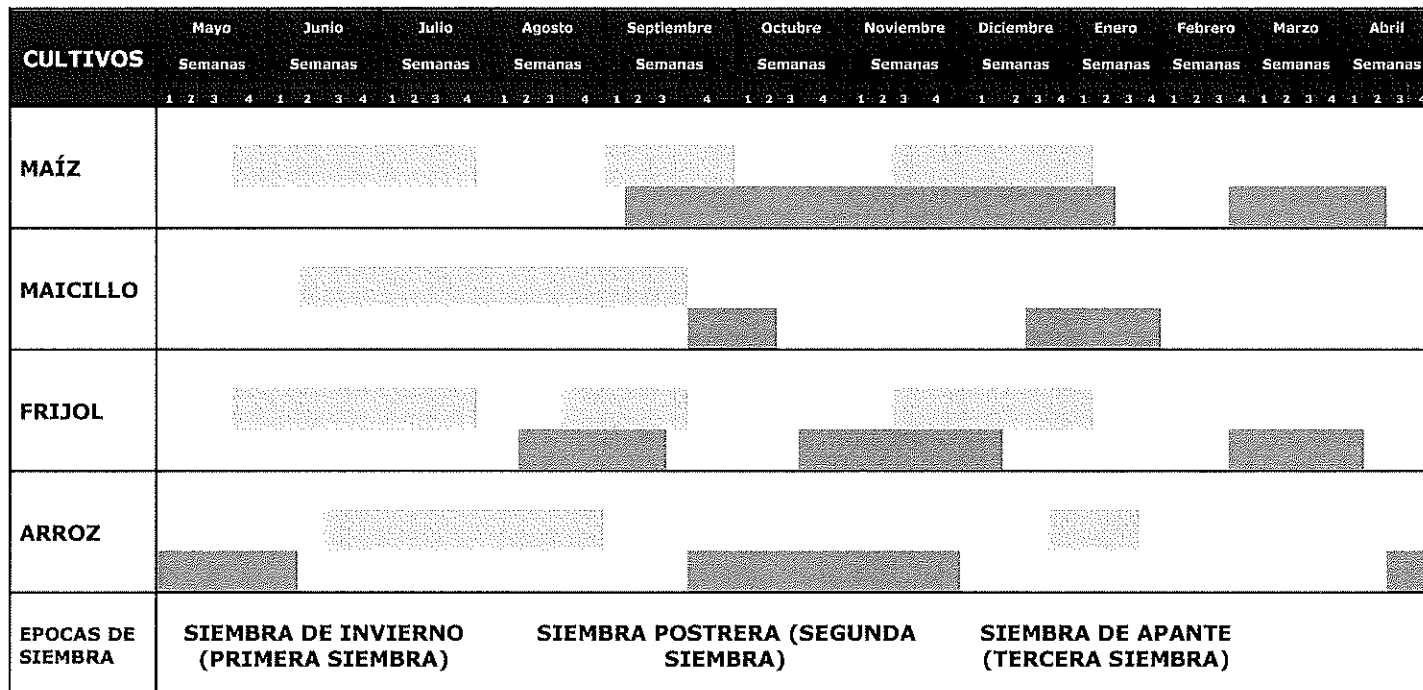 CULTIVOS
Mayo Junio Julio Agosto Septiembre Octubre Noviembre Diciembre Enero Febrero Marzo Abril
Semanas Semanas Semanas Semanas Semanas Semanas Semanas Semanas Semanas Semanas Semanas Semanas
1 2 3 4 1 2 3 4 1 2 3 4 1 2 3 4 1 2 3 4 1 2 3 4 1 2 3 4 1 2 3 4 1 2 3 4 1 2 3 4 1 2 3 4 1 2 3 4
MAÍZ
MAICILLO
FRIJOL
ARROZ
EPOCAS DE
SIEMBRA
SIEMBRA DE INVIERNO
(PRIMERA SIEMBRA)
SIEMBRA POSTRERA (SEGUNDA
SIEMBRA)
SIEMBRA DE APANTE
(TERCERA SIEMBRA)